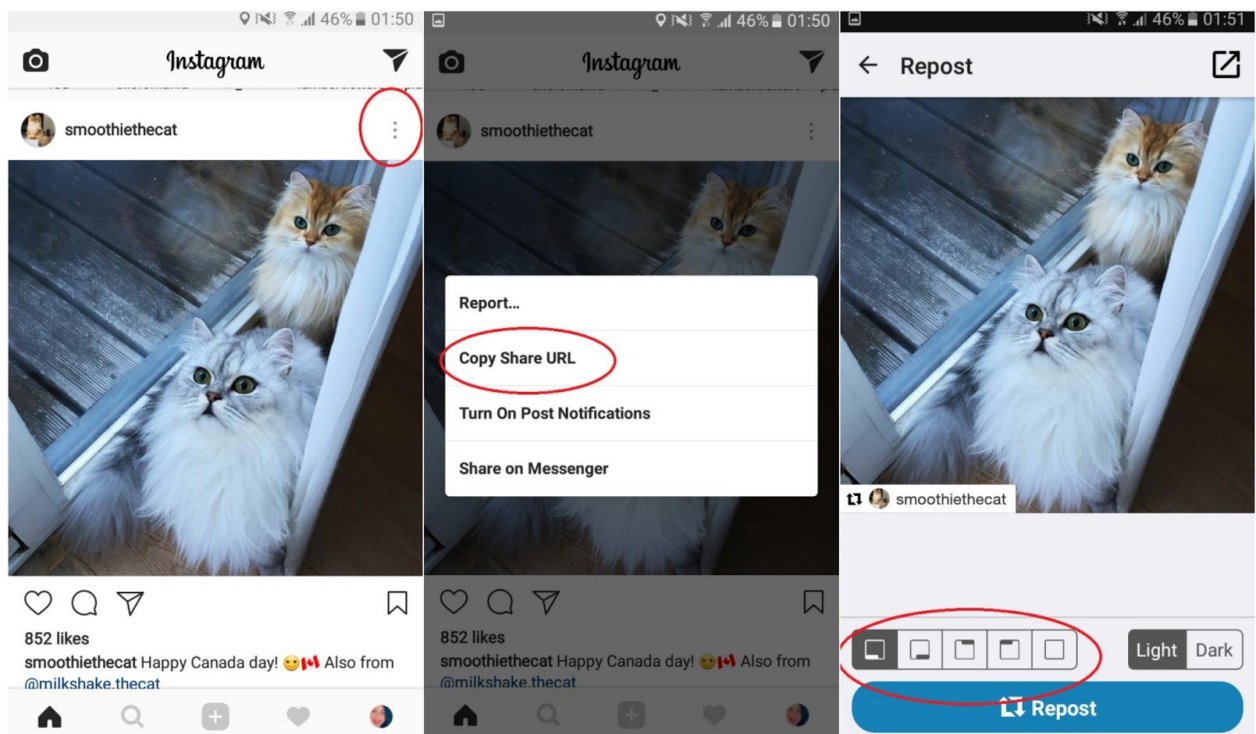 46% 01:50
Instagram
smoothiethecat
852 likes
smoothiethecat Happy Canada day! 😶🇨🇦 Also from
@milkshake.thecat
46% 01:50
Instagram
smoothiethecat
Report...
Copy Share URL
Turn On Post Notifications
Share on Messenger
852 likes
smoothiethecat Happy Canada day! 😶🇨🇦 Also from
@milkshake.thecat
46% 01:51
Repost
smoothiethecat
Light Dark
Repost